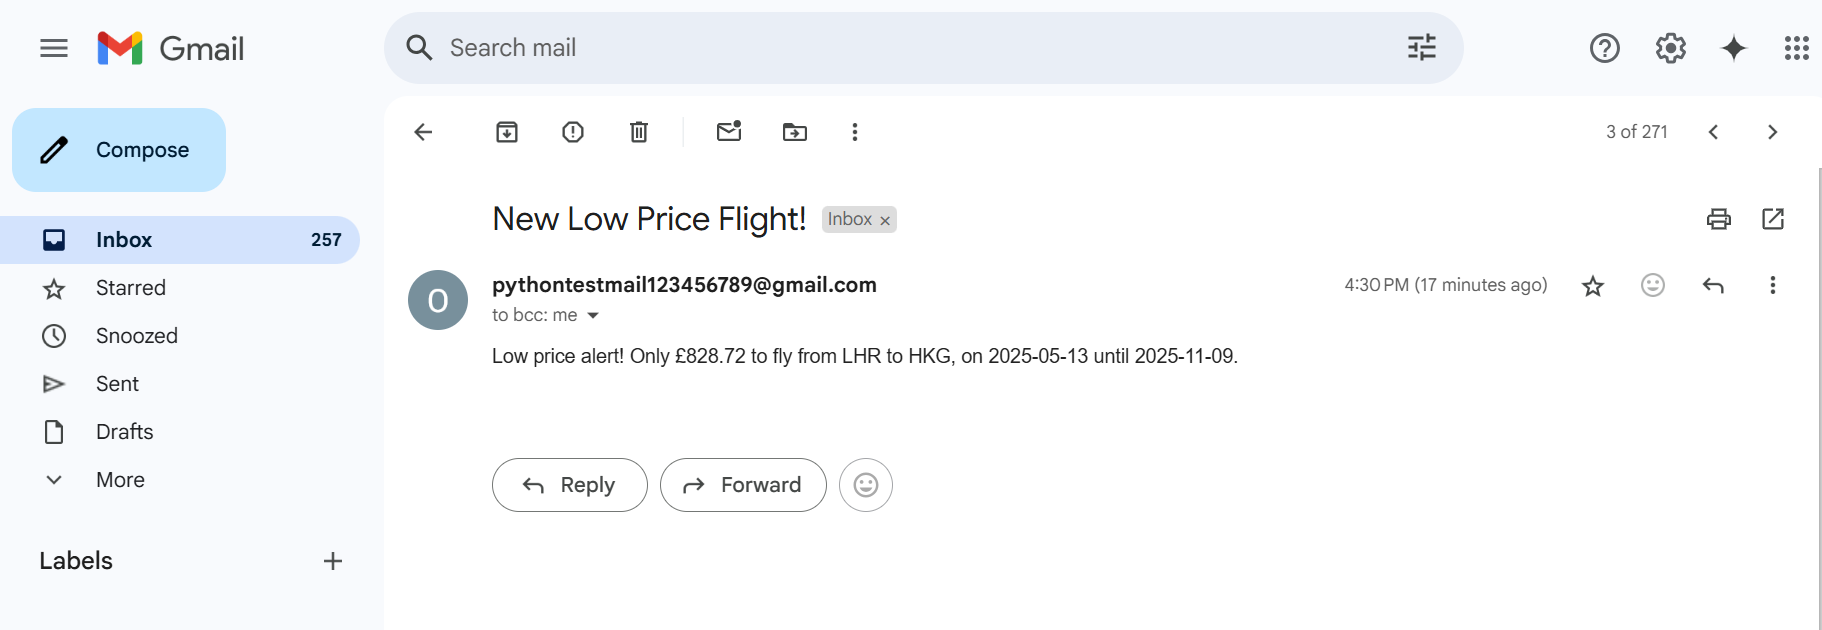 Gmail
Search mail
Compose
3 of 271
Inbox 257
Starred
Snoozed
Sent
Drafts
More
Labels
New Low Price Flight! Inbox x
O
pythontestmail123456789@gmail.com
4:30 PM (17 minutes ago)
to bcc: me
Low price alert! Only £828.72 to fly from LHR to HKG, on 2025-05-13 until 2025-11-09.
Reply Forward